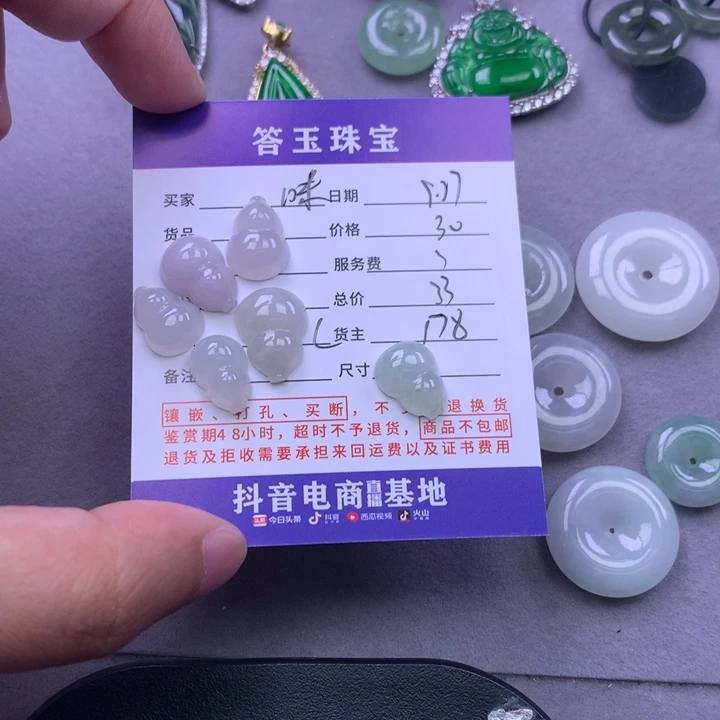 答玉珠宝
买家 味 日期
货品 价格 30
服务费
总价 33
货主 178
备注 尺寸
镶嵌、打孔、买断，不 退换货
鉴赏期48小时，超时不予退货，商品不包邮
退货及拒收需要承担来回运费以及证书费用
抖音电商直播基地
头条 今日头条 抖音 西瓜视频 火山